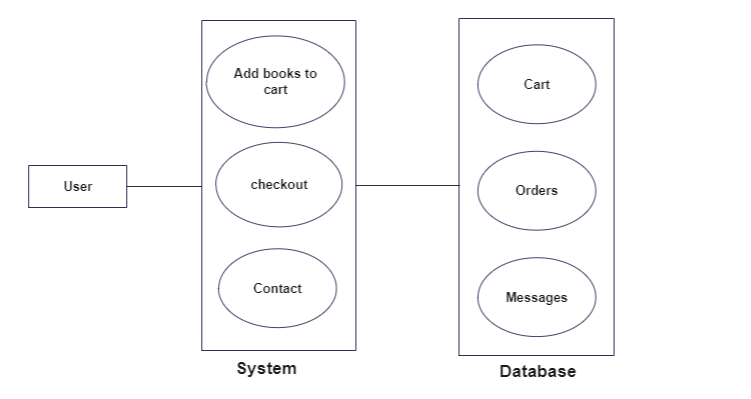 Add books to
cart
Cart
User
checkout
Orders
Contact
Messages
System
Database